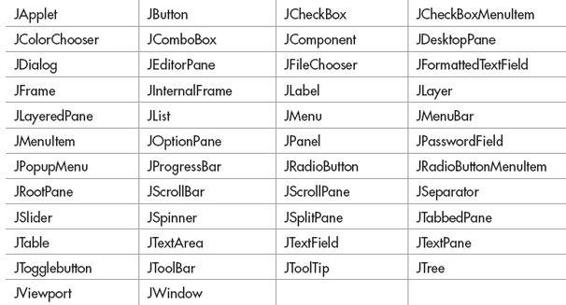 JApplet JButton JCheckBox JCheckBoxMenuItem
JColorChooser JComboBox JComponent JDesktopPane
JDialog JEditorPane JFileChooser JFormattedTextField
JFrame JInternalFrame JLabel JLayer
JLayeredPane JList JMenu JMenuBar
JMenuItem JOptionPane JPanel JPasswordField
JPopupMenu JProgressBar JRadioButton JRadioButtonMenuItem
JRootPane JScrollBar JScrollPane JSeparator
JSlider JSpinner JSplitPane JTabbedPane
JTable JTextArea JTextField JTextPane
JTogglebutton JToolBar JToolTip JTree
JViewport JWindow